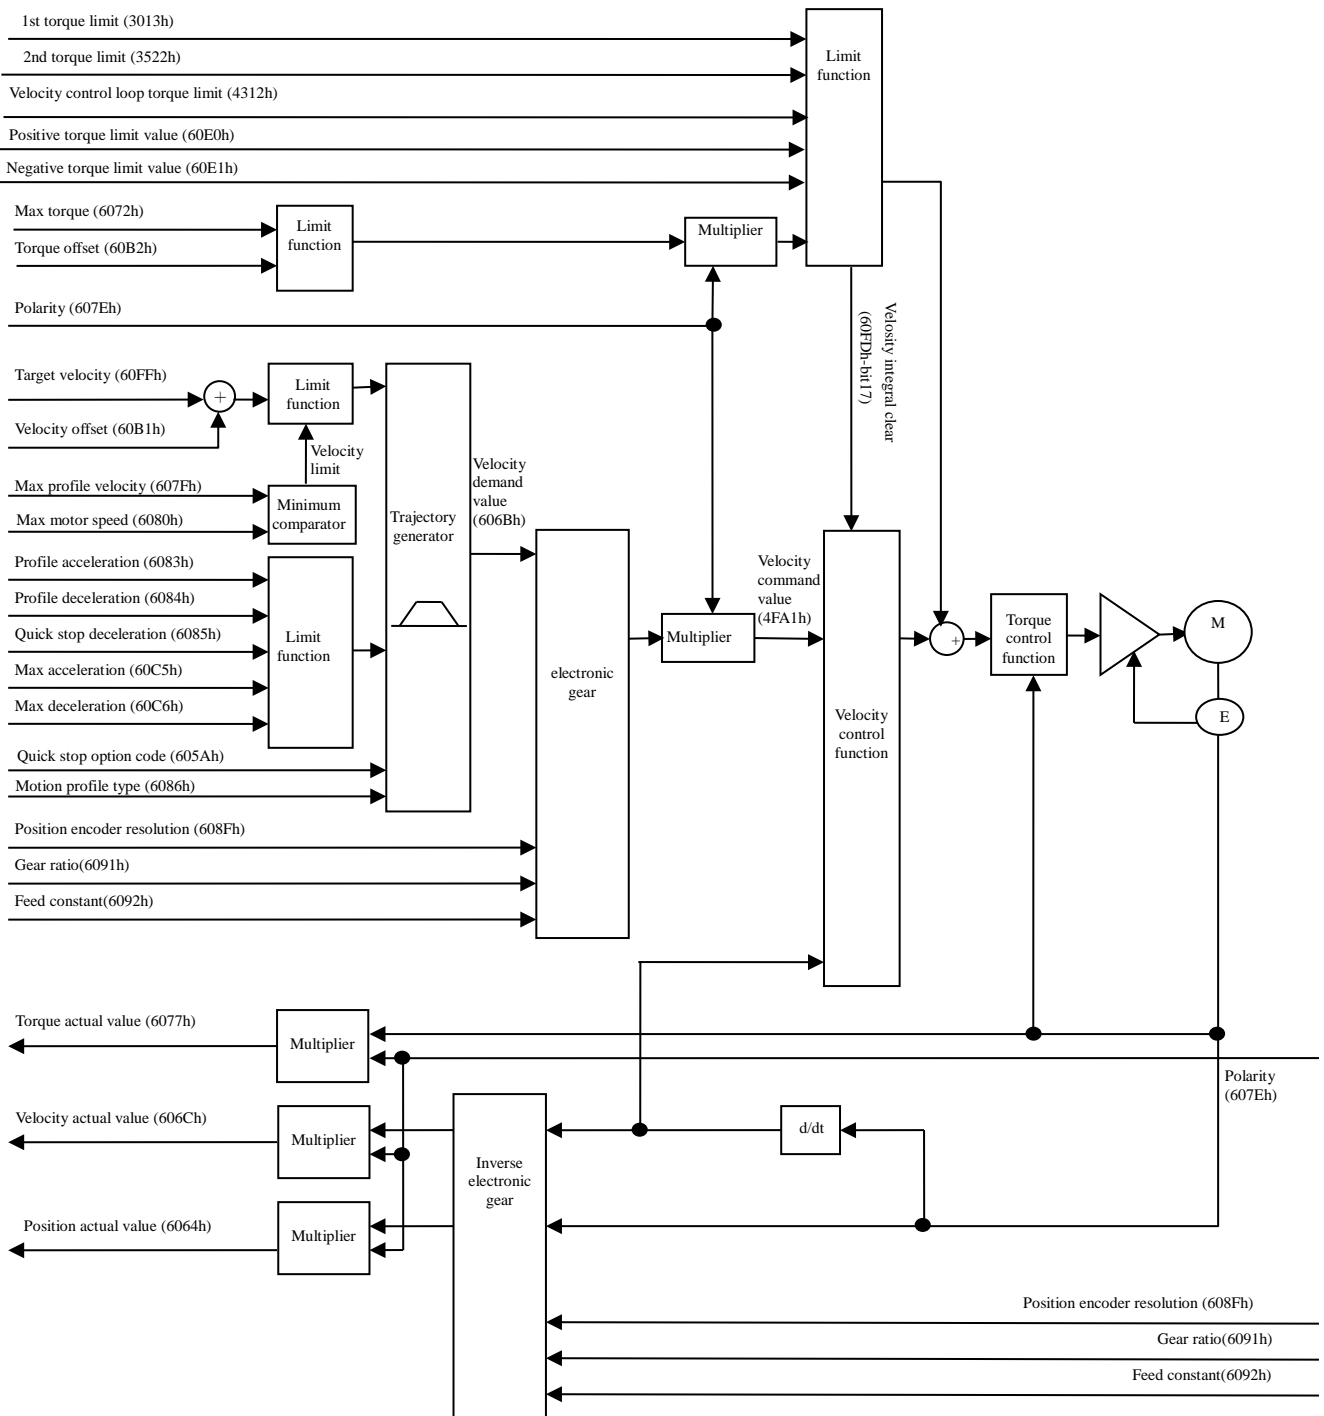 1st torque limit (3013h)
2nd torque limit (3522h)
Velocity control loop torque limit (4312h)
Positive torque limit value (60E0h)
Negative torque limit value (60E1h)
Limit
function
Max torque (6072h)
Torque offset (60B2h)
Limit
function
Multiplier
Polarity (607Eh)
Velosity integral clear
(60FDh-bit17)
Target velocity (60FFh)
+
Limit
function
Velocity offset (60B1h)
Velocity
limit
Max profile velocity (607Fh)
Max motor speed (6080h)
Minimum
comparator
Trajectory
generator
Velocity
demand
value
(606Bh)
Profile acceleration (6083h)
Profile deceleration (6084h)
Quick stop deceleration (6085h)
Max acceleration (60C5h)
Max deceleration (60C6h)
Limit
function
Quick stop option code (605Ah)
Motion profile type (6086h)
electronic
gear
Multiplier
Velocity
command
value
(4FA1h)
Velocity
control
function
+
Torque
control
function
M
E
Position encoder resolution (608Fh)
Gear ratio(6091h)
Feed constant(6092h)
Torque actual value (6077h)
Multiplier
Polarity
(607Eh)
Velocity actual value (606Ch)
Multiplier
d/dt
Inverse
electronic
gear
Position actual value (6064h)
Multiplier
Position encoder resolution (608Fh)
Gear ratio(6091h)
Feed constant(6092h)